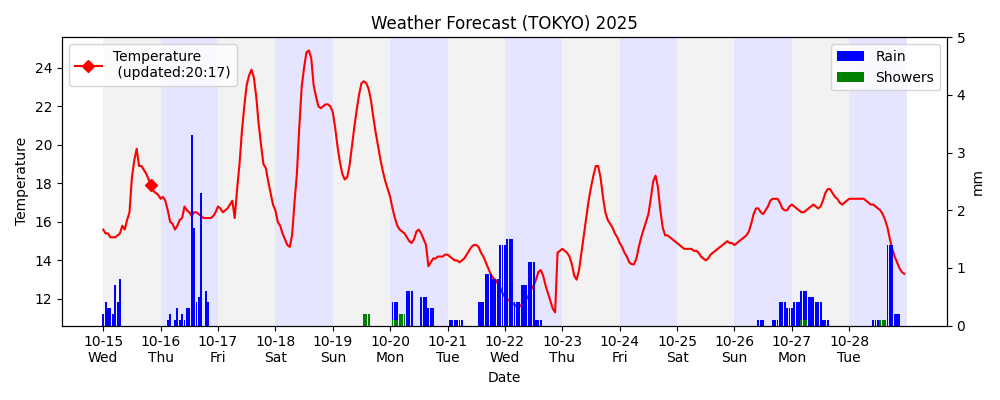 Weather Forecast (TOKYO) 2025
Temperature
(updated:20:17)
Rain
Showers
Temperature
24
22
20
18
16
14
12
5
4
3
2
1
0
mm
10-15 10-16 10-17 10-18 10-19 10-20 10-21 10-22 10-23 10-24 10-25 10-26 10-27 10-28
Wed Thu Fri Sat Sun Mon Tue Wed Thu Fri Sat Sun Mon Tue
Date